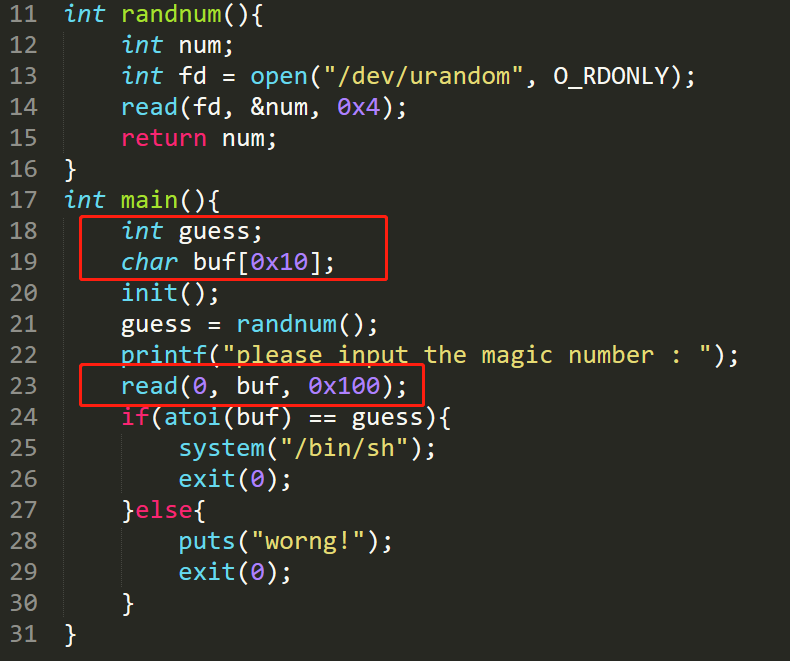 11 int randnum(){
12     int num;
13     int fd = open("/dev/urandom", O_RDONLY);
14     read(fd, &num, 0x4);
15     return num;
16 }
17 int main(){
18     int guess;
19     char buf[0x10];
20     init();
21     guess = randnum();
22     printf("please input the magic number : ");
23     read(0, buf, 0x100);
24     if(atoi(buf) == guess){
25         system("/bin/sh");
26         exit(0);
27     }else{
28         puts("worng!");
29         exit(0);
30     }
31 }